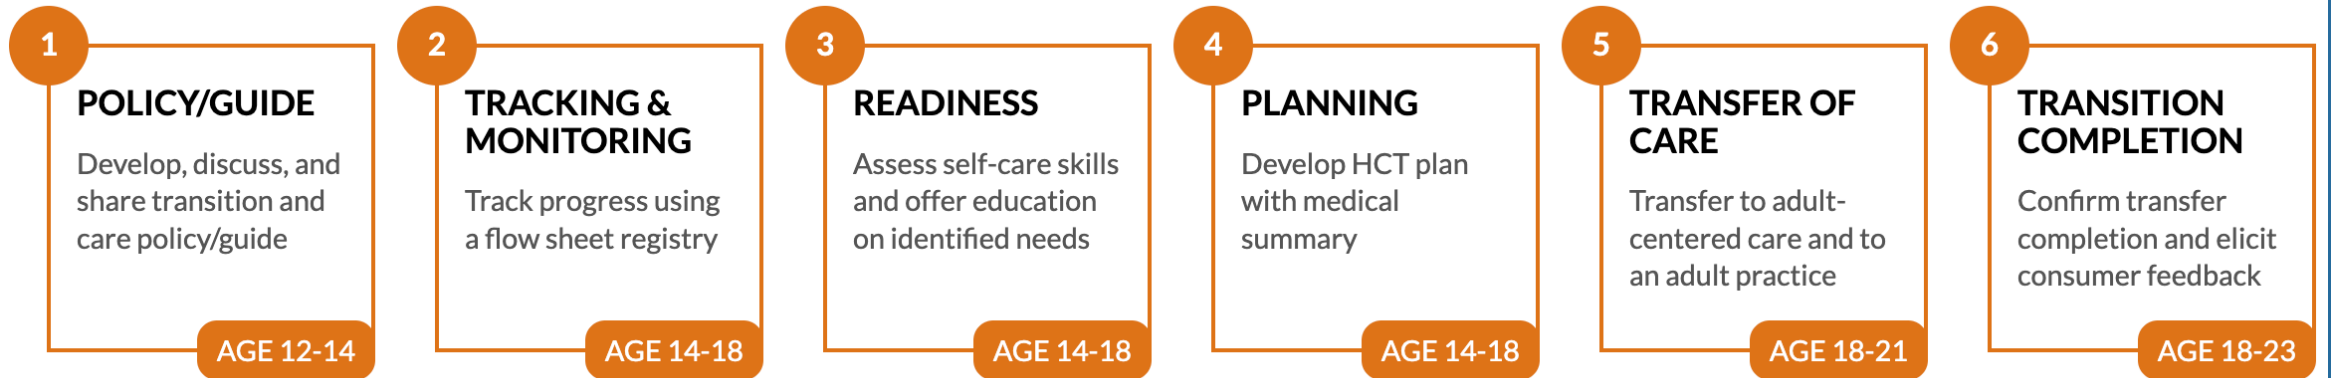 1
POLICY/GUIDE
Develop, discuss, and
share transition and
care policy/guide
AGE 12-14
2
TRACKING &
MONITORING
Track progress using
a flow sheet registry
AGE 14-18
3
READINESS
Assess self-care skills
and offer education
on identified needs
AGE 14-18
4
PLANNING
Develop HCT plan
with medical
summary
AGE 14-18
5
TRANSFER OF
CARE
Transfer to adult-
centered care and to
an adult practice
AGE 18-21
6
TRANSITION
COMPLETION
Confirm transfer
completion and elicit
consumer feedback
AGE 18-23